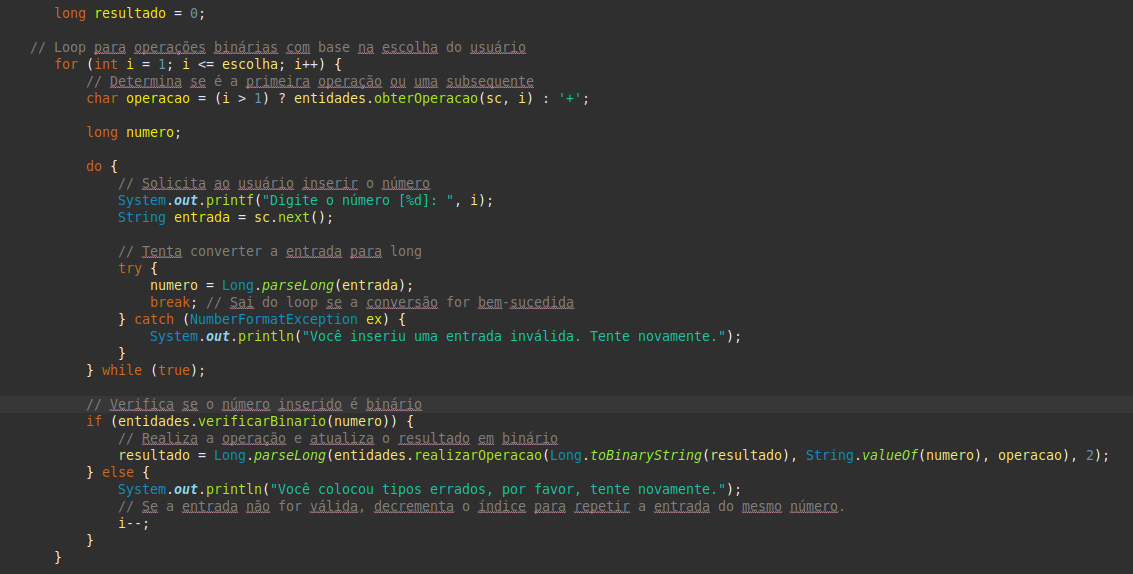 long resultado = 0;
// Loop para operações binárias com base na escolha do usuário
for (int i = 1; i <= escolha; i++) {
// Determina se é a primeira operação ou uma subsequente
char operacao = (i > 1) ? entidades.obterOperacao(sc, i) : '+';
long numero;
do {
// Solicita ao usuário inserir o número
System.out.printf("Digite o número [%d]: ", i);
String entrada = sc.next();
// Tenta converter a entrada para long
try {
numero = Long.parseLong(entrada);
break; // Sai do loop se a conversão for bem-sucedida
} catch (NumberFormatException ex) {
System.out.println("Você inseriu uma entrada inválida. Tente novamente.");
}
} while (true);
// Verifica se o número inserido é binário
if (entidades.verificarBinario(numero)) {
// Realiza a operação e atualiza o resultado em binário
resultado = Long.parseLong(entidades.realizarOperacao(Long.toBinaryString(resultado), String.valueOf(numero), operacao), 2);
} else {
System.out.println("Você colocou tipos errados, por favor, tente novamente.");
// Se a entrada não for válida, decrementa o índice para repetir a entrada do mesmo número.
i--;
}
}